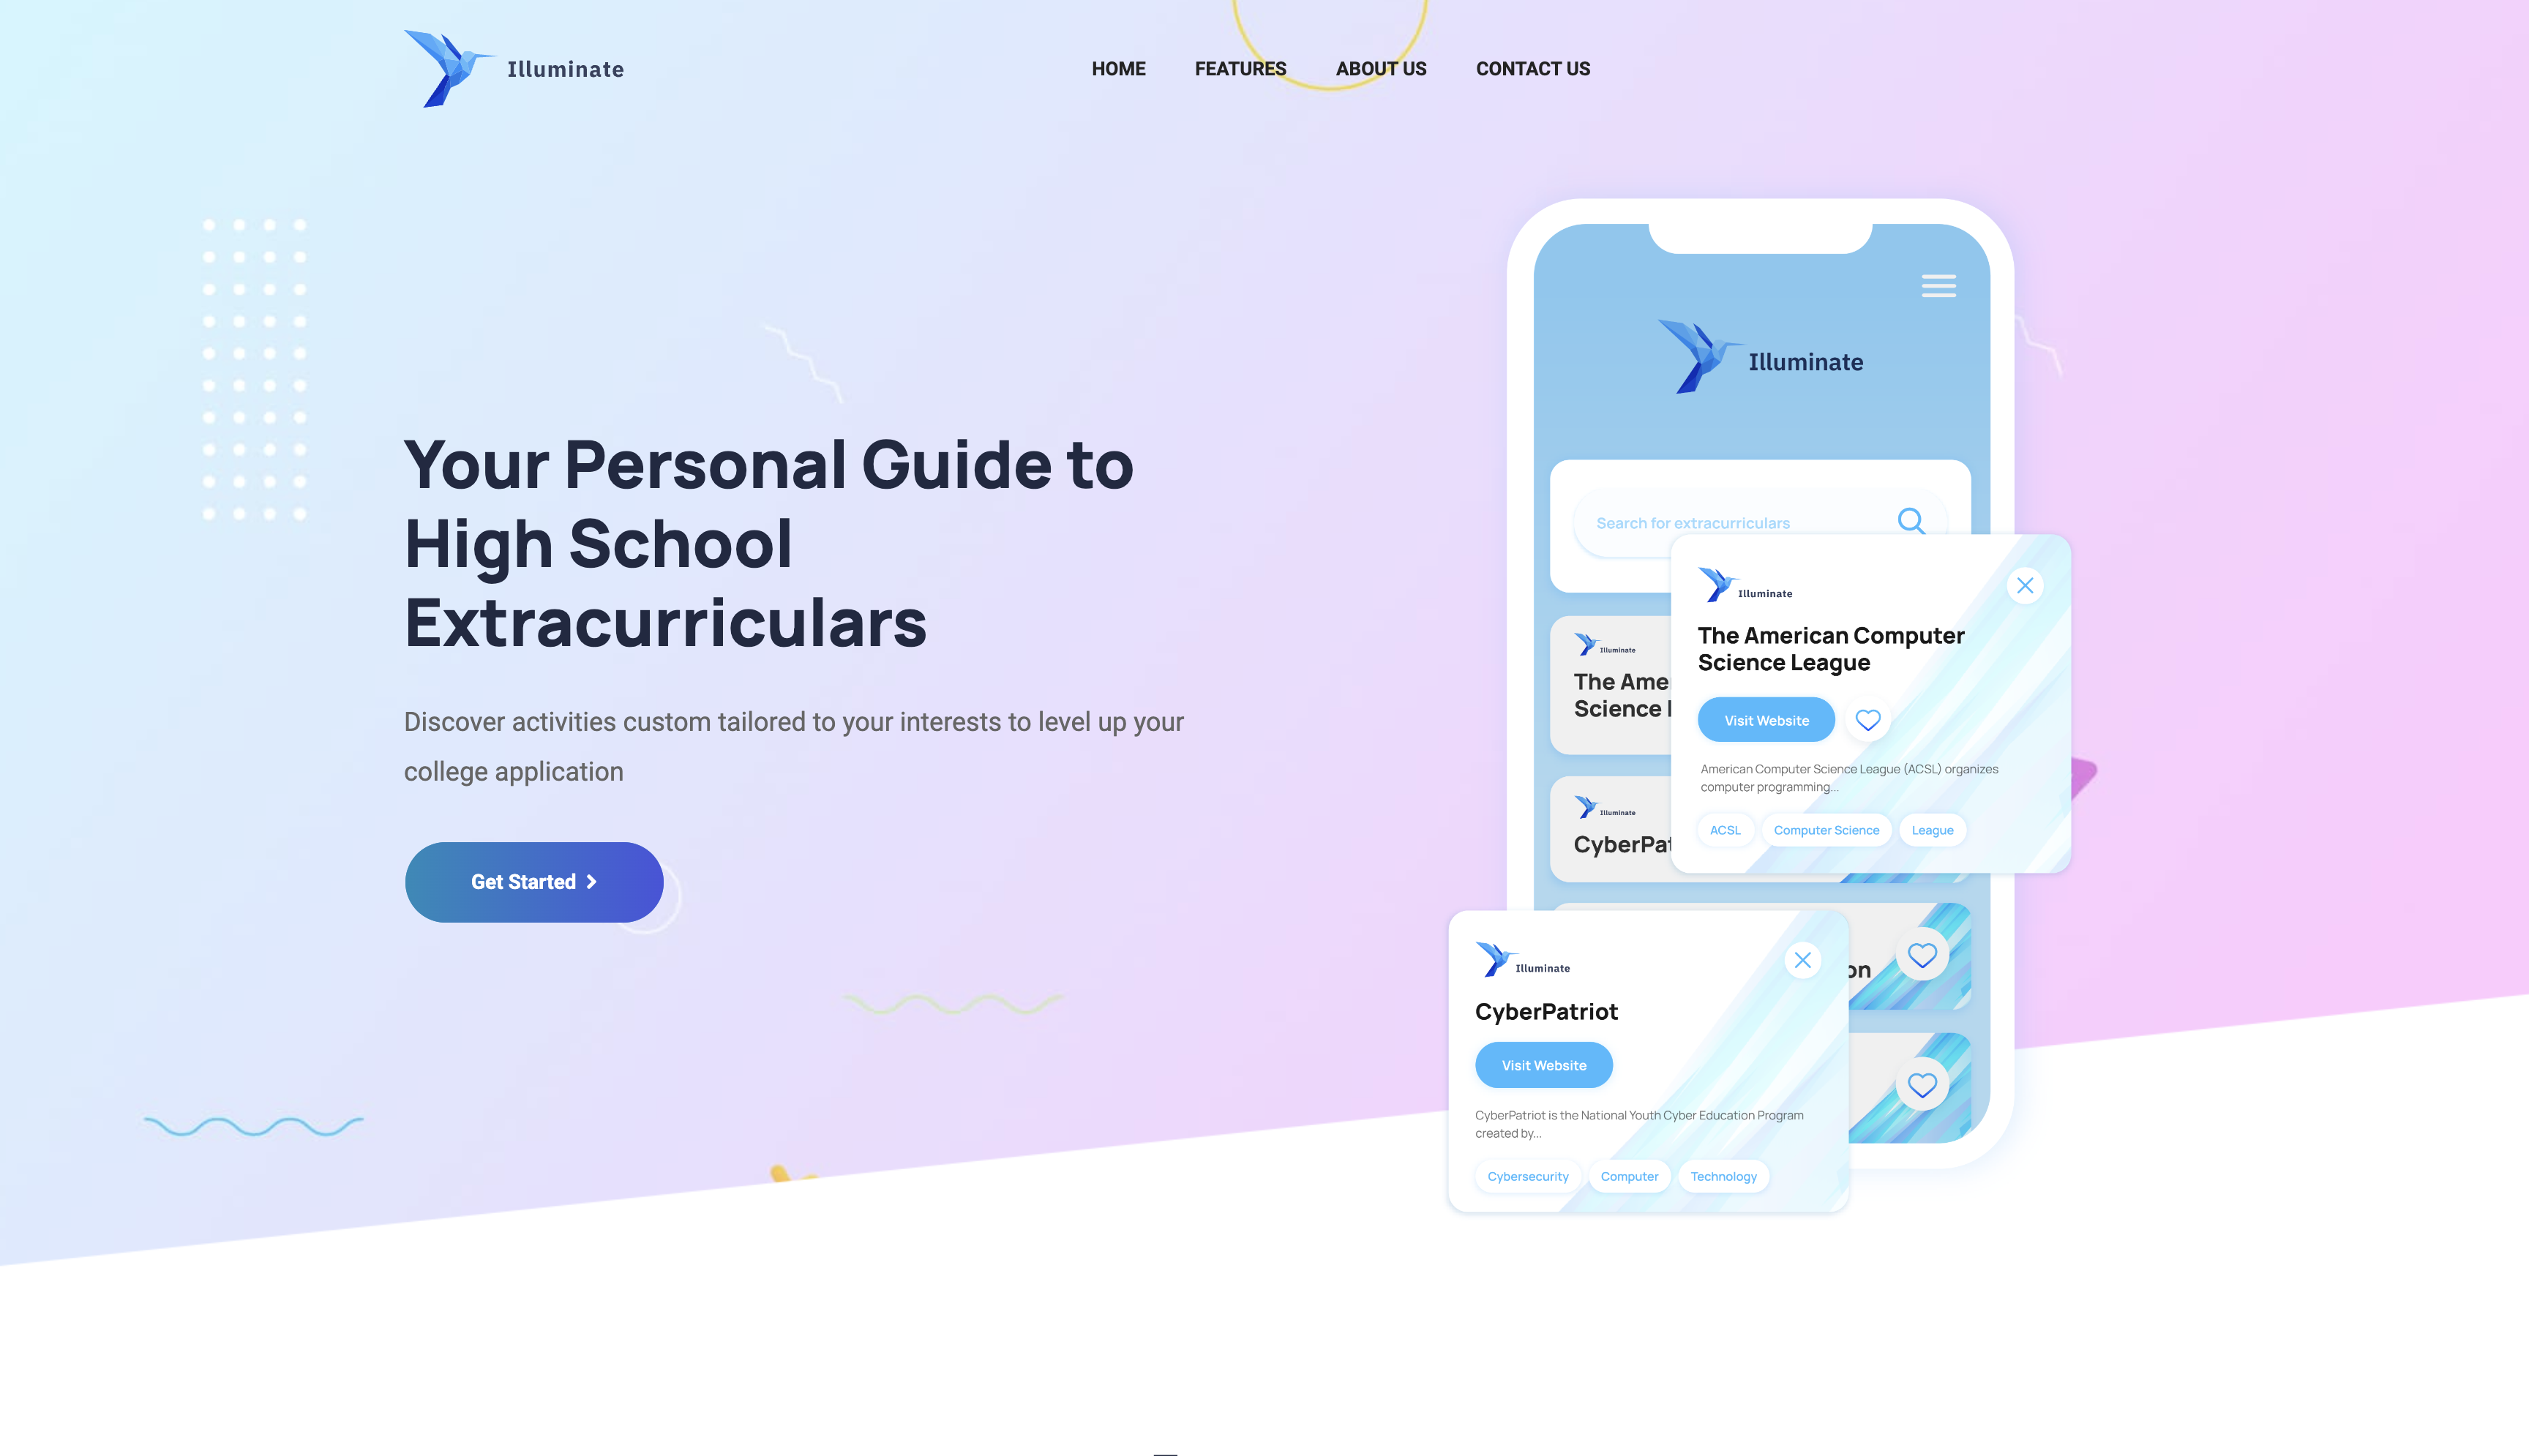 Illuminate
HOME
FEATURES
ABOUT US
CONTACT US
Your Personal Guide to
High School
Extracurriculars
Discover activities custom tailored to your interests to level up your
college application
Get Started
Illuminate
Search for extracurriculars
Illuminate
The Ame
Science
Illuminate
CyberPat
Illuminate
The American Computer
Science League
Visit Website
American Computer Science League (ACSL) organizes
computer programming...
ACSL
Computer Science
League
on
Illuminate
CyberPatriot
Visit Website
CyberPatriot is the National Youth Cyber Education Program
created by...
Cybersecurity
Computer
Technology